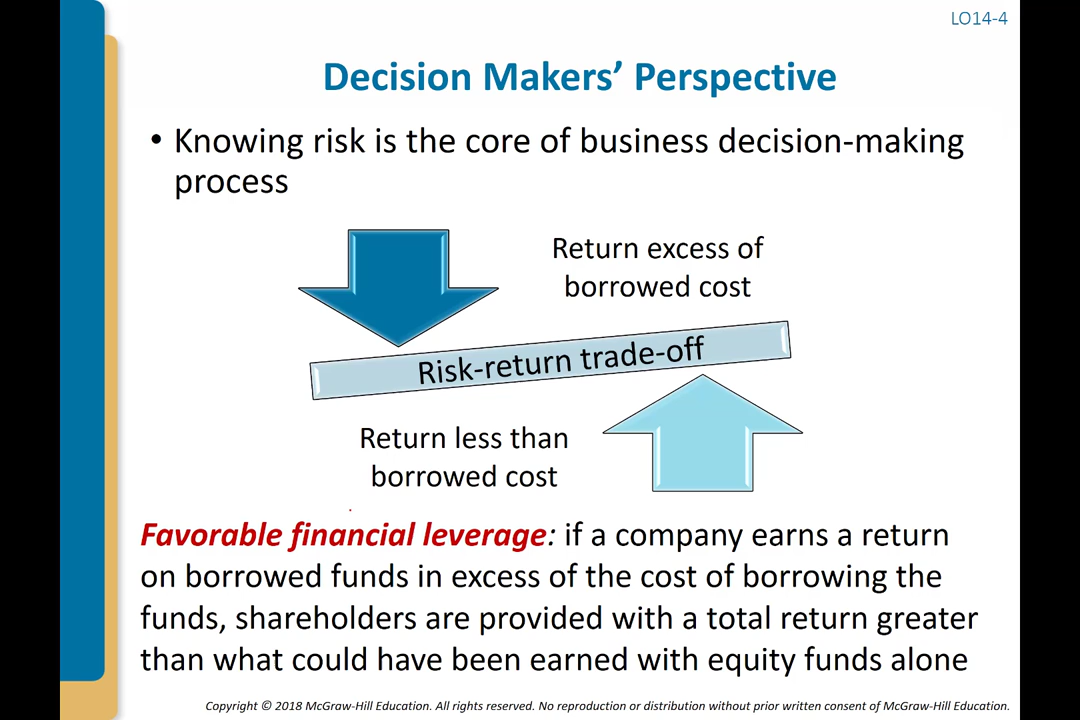 LO14-4
Decision Makers’ Perspective
• Knowing risk is the core of business decision-making
process
Return excess of
borrowed cost
Risk-return trade-off
Return less than
borrowed cost
Favorable financial leverage: if a company earns a return
on borrowed funds in excess of the cost of borrowing the
funds, shareholders are provided with a total return greater
than what could have been earned with equity funds alone
Copyright © 2018 McGraw-Hill Education. All rights reserved. No reproduction or distribution without prior written consent of McGraw-Hill Education.